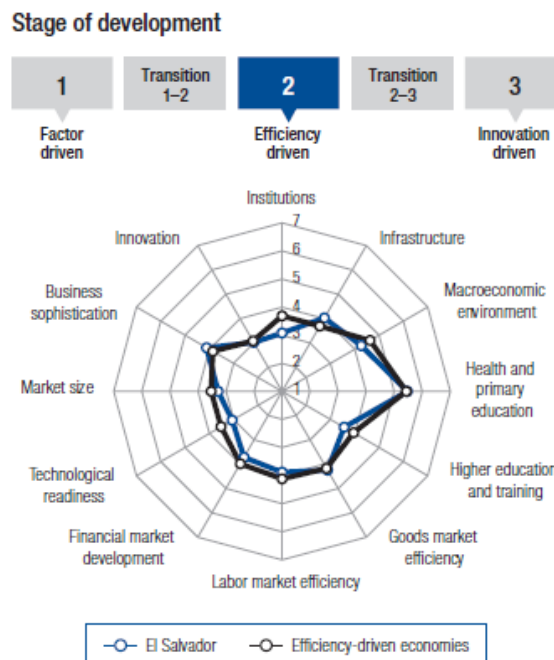 Stage of development
1
Transition
1–2
2
Transition
2–3
3
Factor
driven
Efficiency
driven
Innovation
driven
Institutions
7
Innovation
6
Infrastructure
5
Business
sophistication
4
Macroeconomic
environment
3
2
Market size
1
Health and
primary
education
Technological
readiness
Higher education
and training
Financial market
development
Goods market
efficiency
Labor market efficiency
El Salvador
Efficiency-driven economies